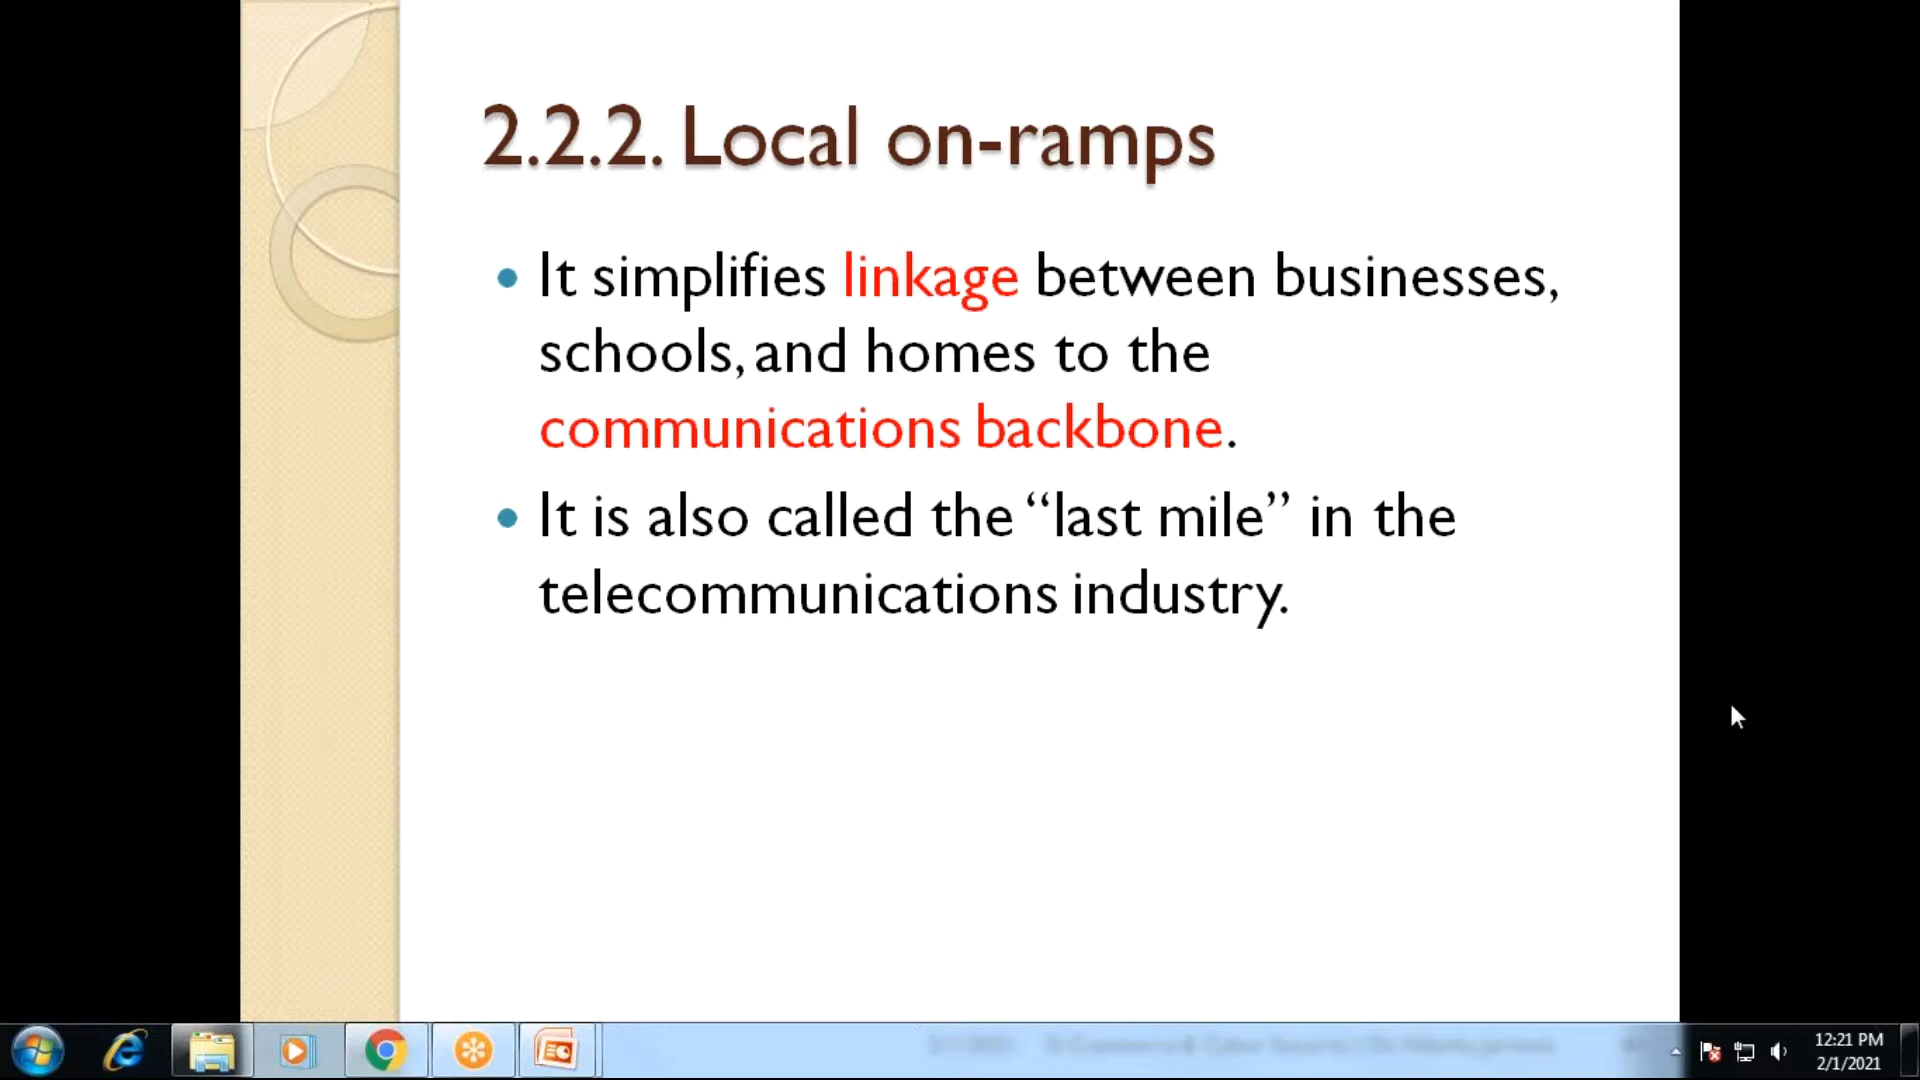 2.2.2. Local on-ramps
• It simplifies linkage between businesses,
schools, and homes to the
communications backbone.
• It is also called the “last mile” in the
telecommunications industry.
12:21 PM
2/1/2021